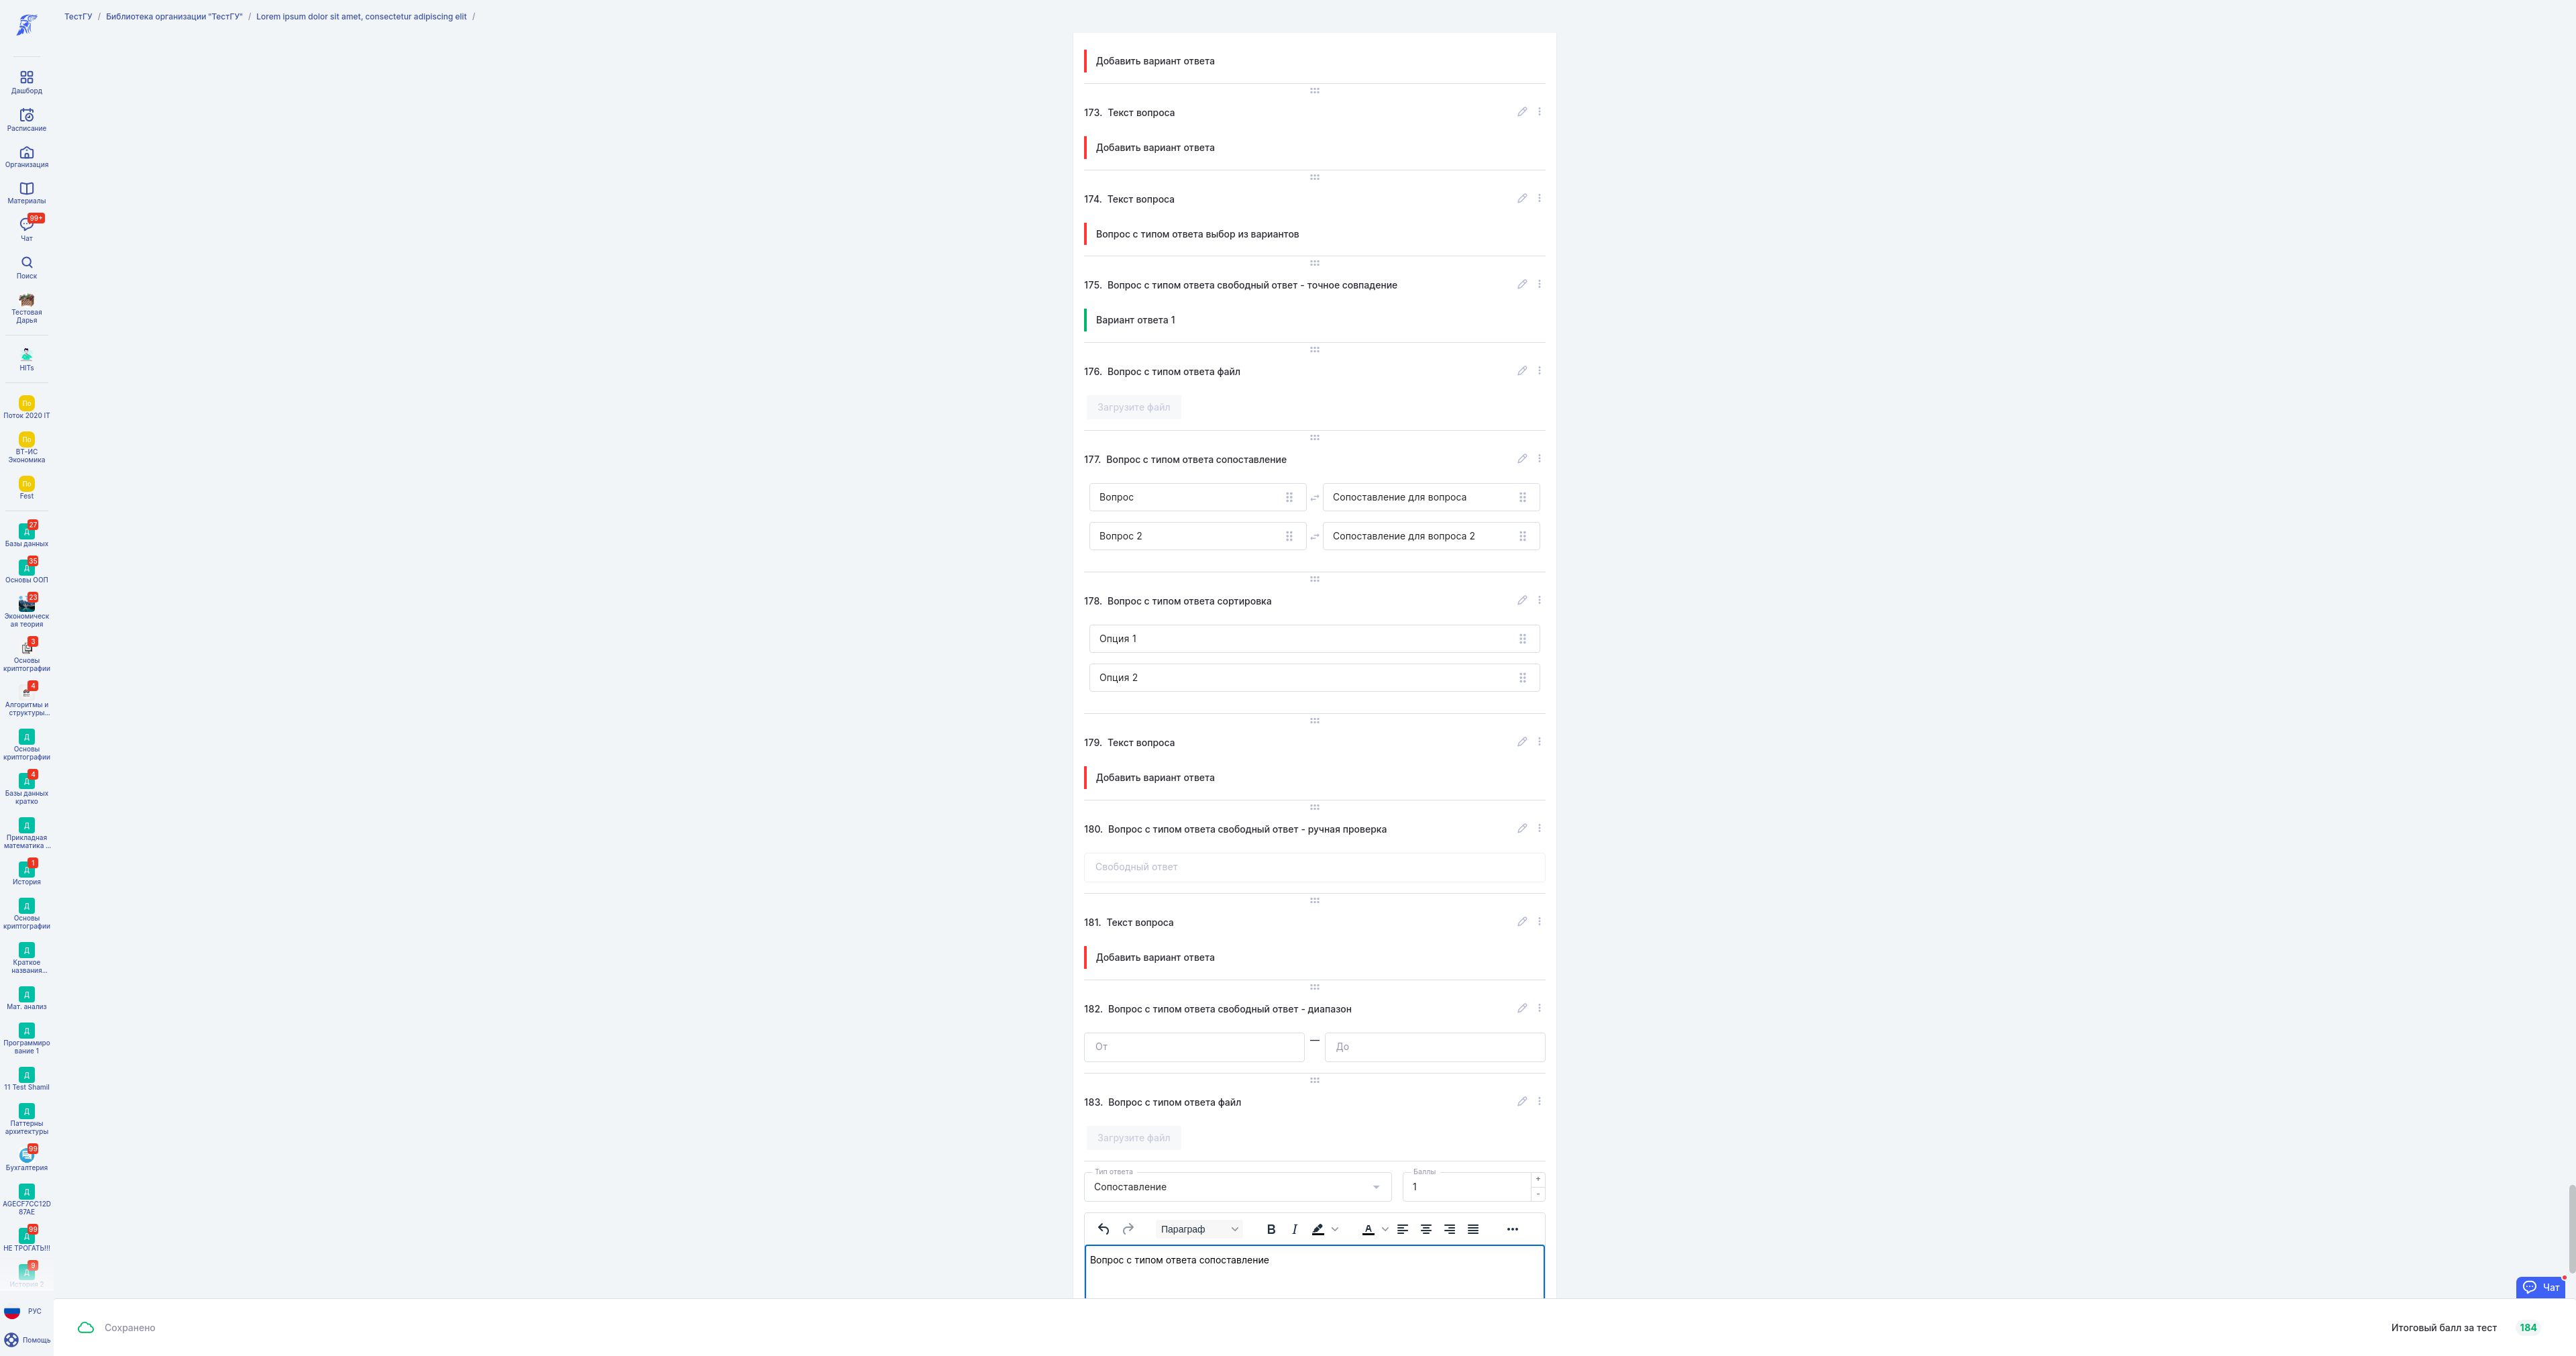 ТестГУ / Библиотека организации "ТестГУ" / Lorem ipsum dolor sit amet, consectetur adipiscing elit /
Дашборд
Расписание
Организация
Материалы
99+
Чат
Поиск
Тестовая
Дарья
HITs
По
Поток 2020 IT
По
ВТ-ИС
Экономика
По
Fest
27
Д
Базы данных
35
Д
Основы ООП
23
Экономическ
ая теория
3
Основы
криптографии
4
Алгоритмы и
структуры...
Д
Основы
криптографии
4
Д
Базы данных
кратко
Д
Прикладная
математика ...
1
Д
История
Д
Основы
криптографии
Д
Краткое
названия...
Д
Мат. анализ
Д
Программиро
вание 1
Д
11 Test Shamil
Д
Паттерны
архитектуры
99
Бухгалтерия
Д
AGECF7CC12D
87AE
99
Д
НЕ ТРОГАТЬ!!!
9
Д
История 2
РУС
Помощь
Добавить вариант ответа
173. Текст вопроса
Добавить вариант ответа
174. Текст вопроса
Вопрос с типом ответа выбор из вариантов
175. Вопрос с типом ответа свободный ответ - точное совпадение
Вариант ответа 1
176. Вопрос с типом ответа файл
Загрузите файл
177. Вопрос с типом ответа сопоставление
Вопрос Сопоставление для вопроса
Вопрос 2 Сопоставление для вопроса 2
178. Вопрос с типом ответа сортировка
Опция 1
Опция 2
179. Текст вопроса
Добавить вариант ответа
180. Вопрос с типом ответа свободный ответ - ручная проверка
Свободный ответ
181. Текст вопроса
Добавить вариант ответа
182. Вопрос с типом ответа свободный ответ - диапазон
От — До
183. Вопрос с типом ответа файл
Загрузите файл
Тип ответа Баллы
Сопоставление 1 + -
Параграф B I A
Вопрос с типом ответа сопоставление
Чат
Сохранено
Итоговый балл за тест 184